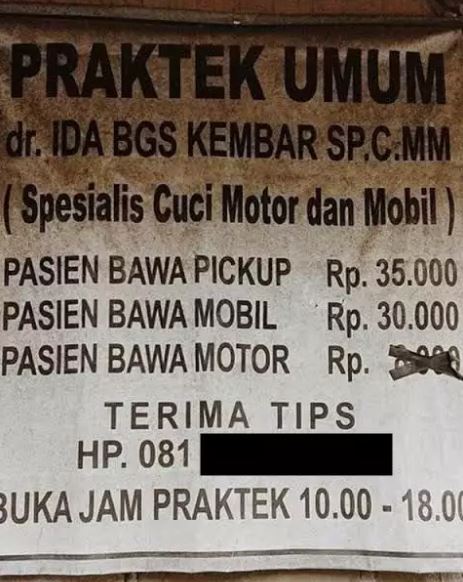 PRAKTEK UMUM
dr. IDA BGS KEMBAR SP.C.MM
( Spesialis Cuci Motor dan Mobil )
PASIEN BAWA PICKUP Rp. 35.000
PASIEN BAWA MOBIL Rp. 30.000
PASIEN BAWA MOTOR Rp.
TERIMA TIPS
HP. 081
BUKA JAM PRAKTEK 10.00 - 18.00